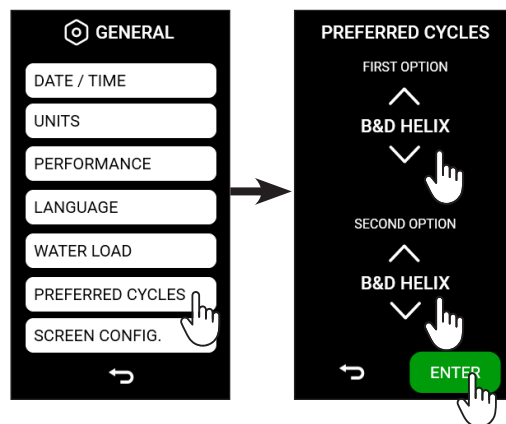 GENERAL
DATE / TIME
UNITS
PERFORMANCE
LANGUAGE
WATER LOAD
PREFERRED CYCLES
SCREEN CONFIG.
PREFERRED CYCLES
FIRST OPTION
B&D HELIX
SECOND OPTION
B&D HELIX
ENTER